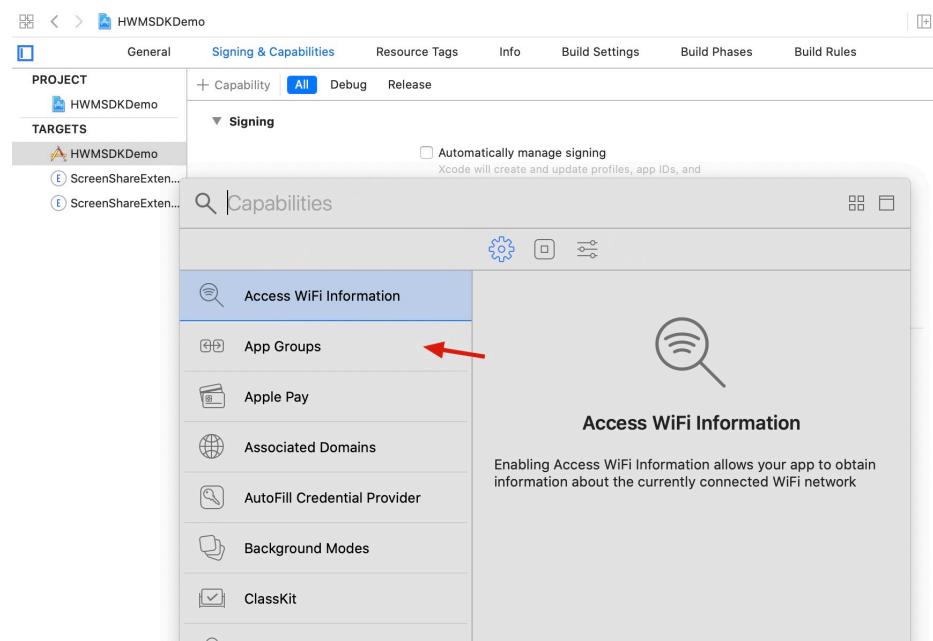 HWMSDKDemo
General Signing & Capabilities Resource Tags Info Build Settings Build Phases Build Rules
PROJECT
HWMSDKDemo
TARGETS
HWMSDKDemo
E ScreenShareExten...
E ScreenShareExten...
+ Capability All Debug Release
Signing
Automatically manage signing
Xcode will create and update profiles, app IDs, and
Capabilities
Access WiFi Information
App Groups
Apple Pay
Associated Domains
AutoFill Credential Provider
Background Modes
ClassKit
Access WiFi Information
Enabling Access WiFi Information allows your app to obtain
information about the currently connected WiFi network